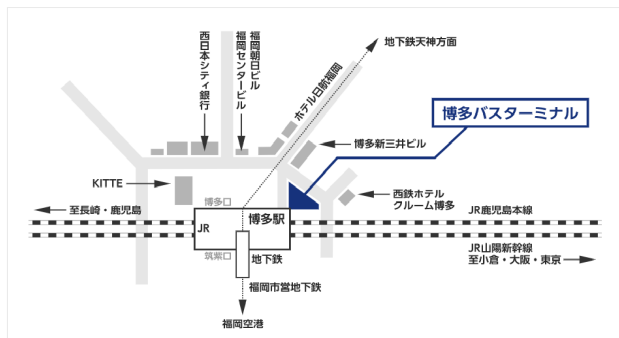 地下鉄天神方面
福岡朝日ビル
福岡センタービル
西日本シティ銀行
ホテル日航福岡
博多バスターミナル
博多新三井ビル
KITTE
西鉄ホテル
クルーム博多
博多口
至長崎・鹿児島
博多駅
JR
JR鹿児島本線
筑紫口
地下鉄
JR山陽新幹線
至小倉・大阪・東京
福岡市営地下鉄
福岡空港